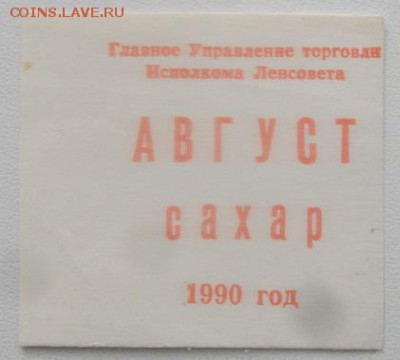 COINS.LAVE.RU
Главное Управление торговли
Исполкома Ленсовета
АВГУСТ
сахар
1990 год